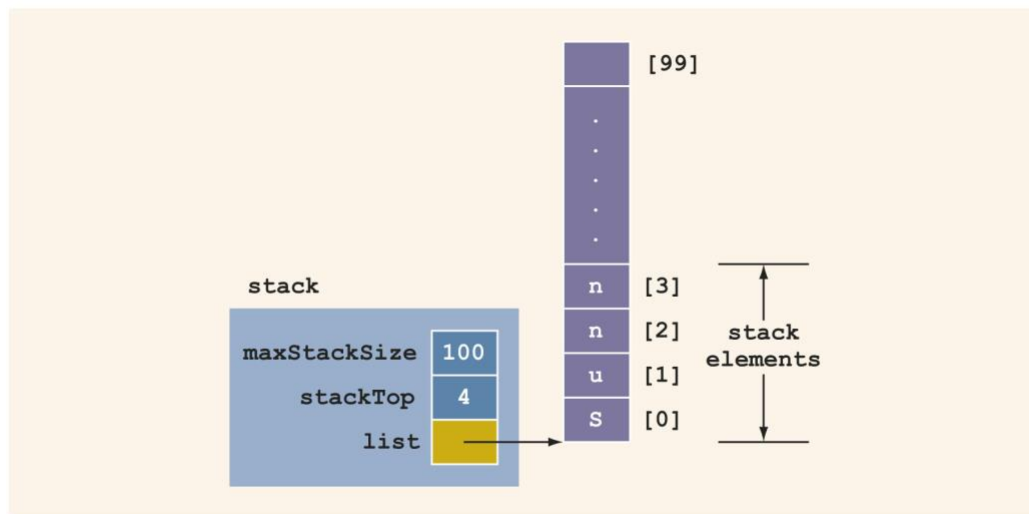 [99]
.
.
.
.
.
stack
n [3]
n [2]
u [1]
S [0]
stack
elements
maxStackSize 100
stackTop 4
list